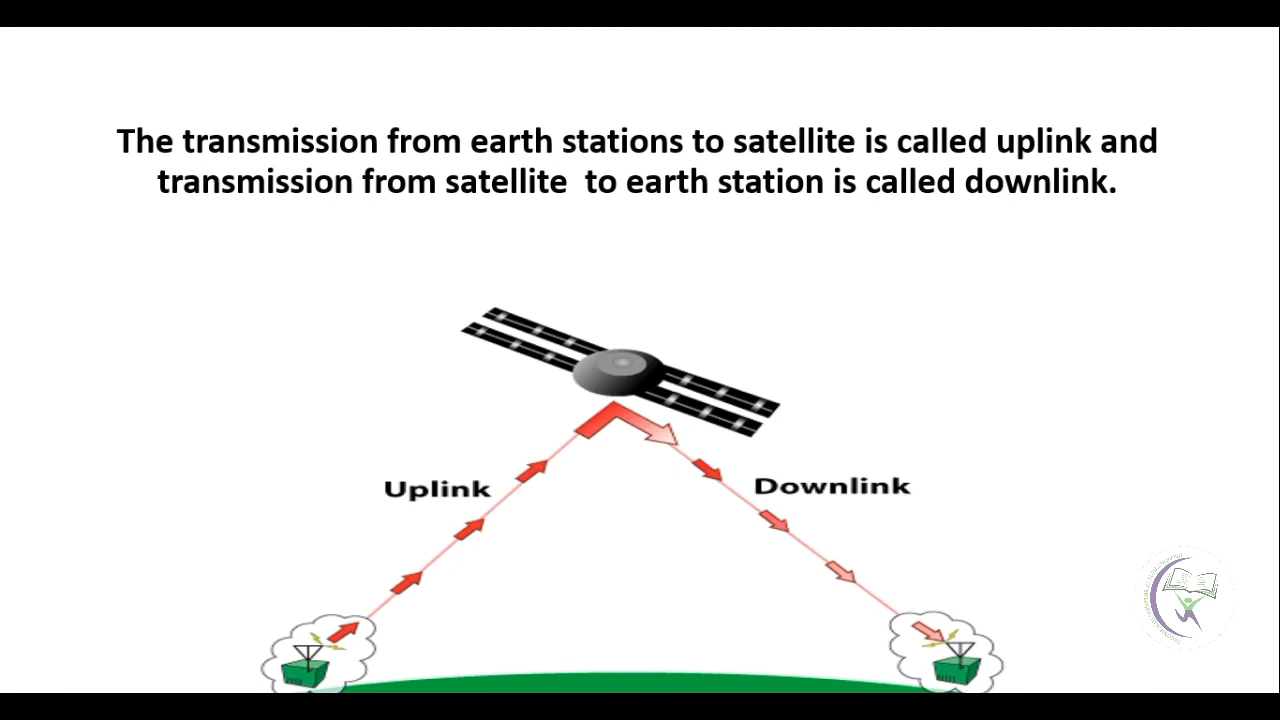 The transmission from earth stations to satellite is called uplink and
transmission from satellite  to earth station is called downlink.
Uplink
Downlink